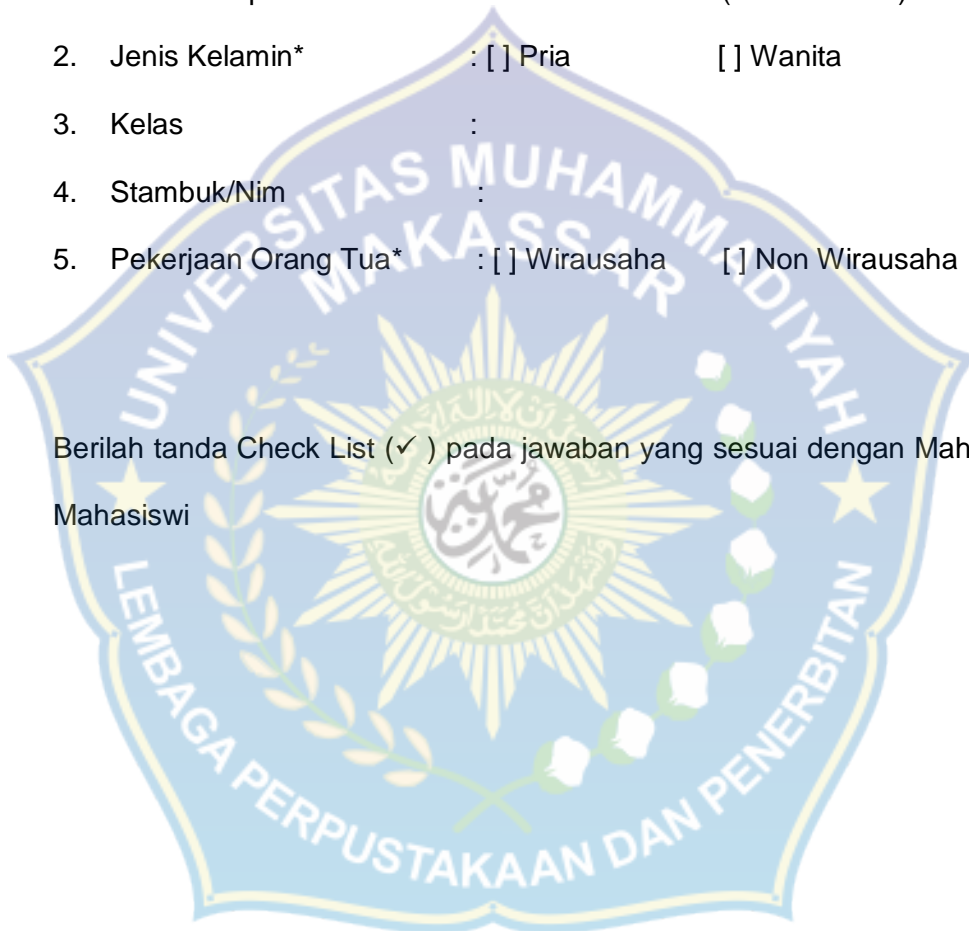 2. Jenis Kelamin* : [ ] Pria [ ] Wanita
3. Kelas :
4. Stambuk/Nim :
5. Pekerjaan Orang Tua* : [ ] Wirausaha [ ] Non Wirausaha
Berilah tanda Check List (✓ ) pada jawaban yang sesuai dengan Mah
Mahasiswi
UNIVERSITAS MUHAMMADIYAH
MAKASSAR
LEMBAGA PERPUSTAKAAN DAN PENERBITAN